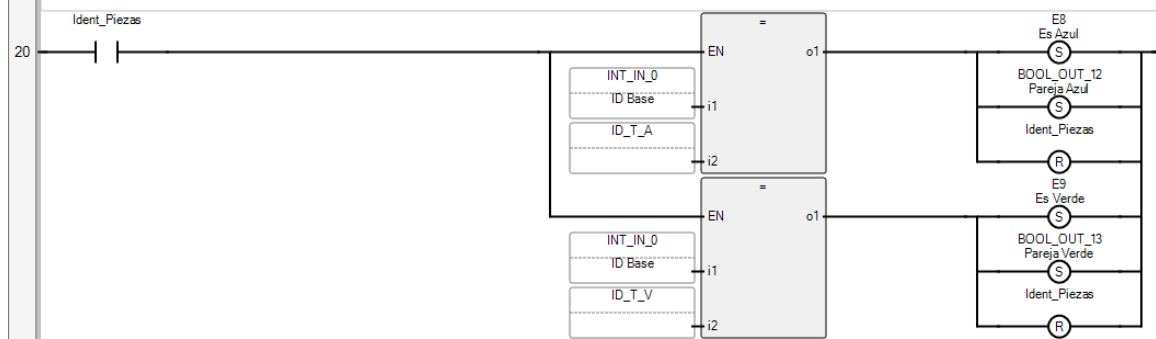 Ident_Piezas
20
=
EN
o1
INT_IN_0
ID Base
i1
ID_T_A
i2
E8
Es Azul
S
BOOL_OUT_12
Pareja Azul
S
Ident_Piezas
R
=
EN
o1
INT_IN_0
ID Base
i1
ID_T_V
i2
E9
Es Verde
S
BOOL_OUT_13
Pareja Verde
S
Ident_Piezas
R